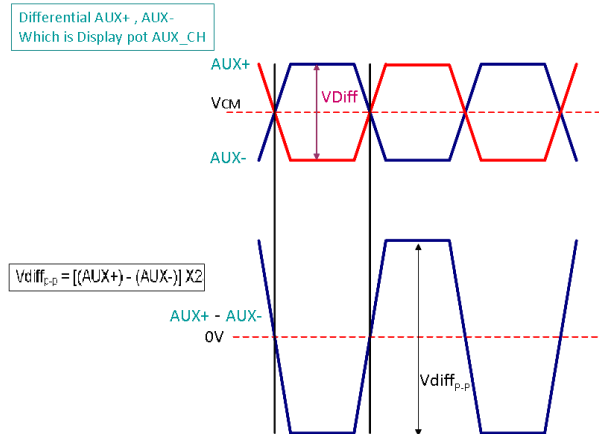 Differential AUX+ , AUX-
Which is Display pot AUX_CH
AUX+
VCM
VDiff
AUX-
Vdiffp-p = [(AUX+) - (AUX-)] X2
AUX+ - AUX-
0V
VdiffP-P